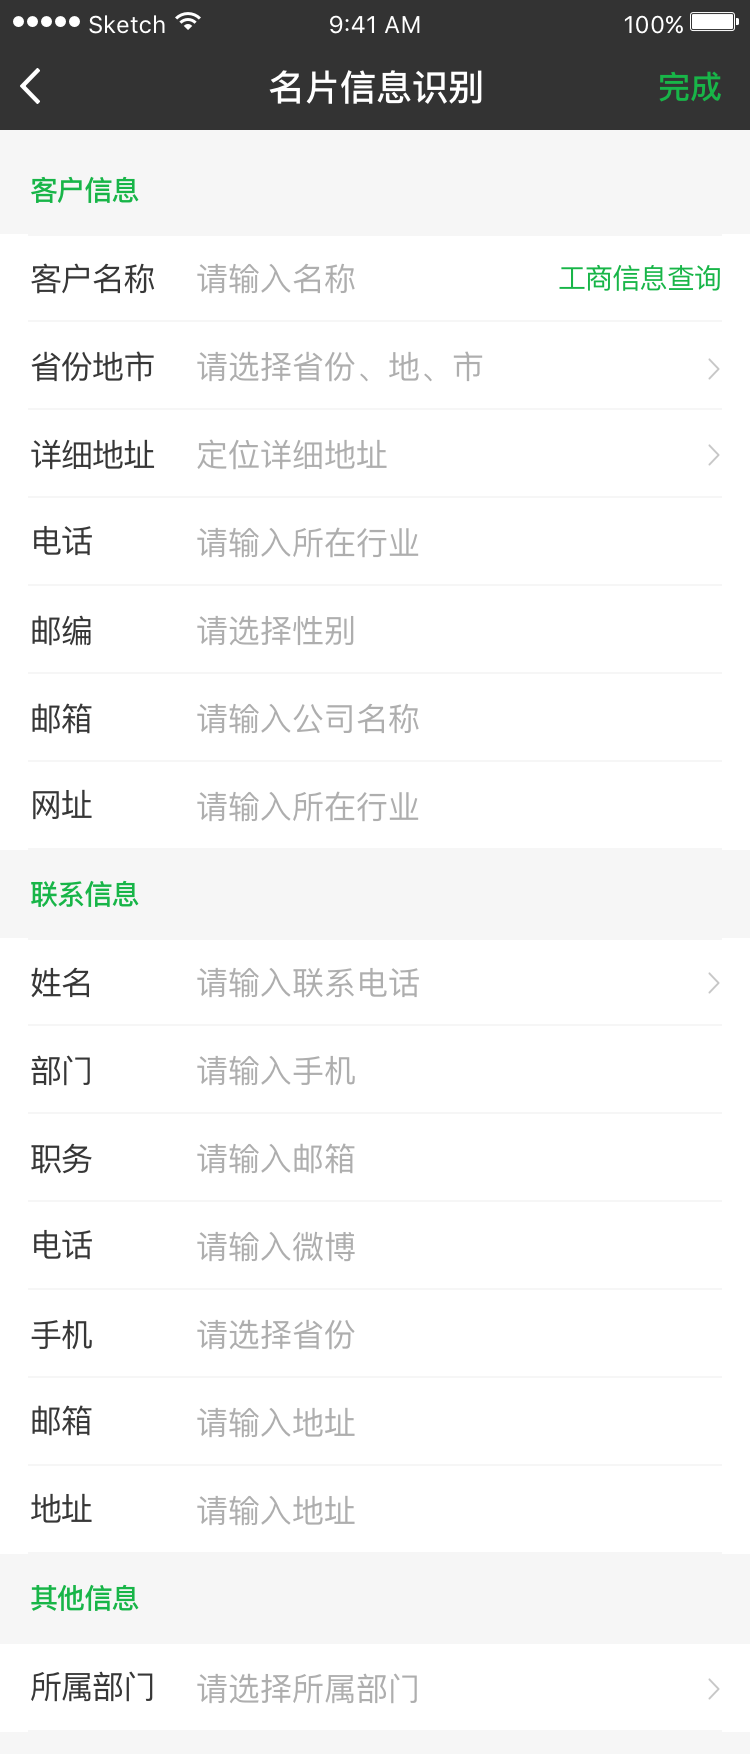 Sketch 9:41 AM 100%
名片信息识别 完成
客户信息
客户名称 请输入名称 工商信息查询
省份地市 请选择省份、地、市
详细地址 定位详细地址
电话 请输入所在行业
邮编 请选择性别
邮箱 请输入公司名称
网址 请输入所在行业
联系信息
姓名 请输入联系电话
部门 请输入手机
职务 请输入邮箱
电话 请输入微博
手机 请选择省份
邮箱 请输入地址
地址 请输入地址
其他信息
所属部门 请选择所属部门